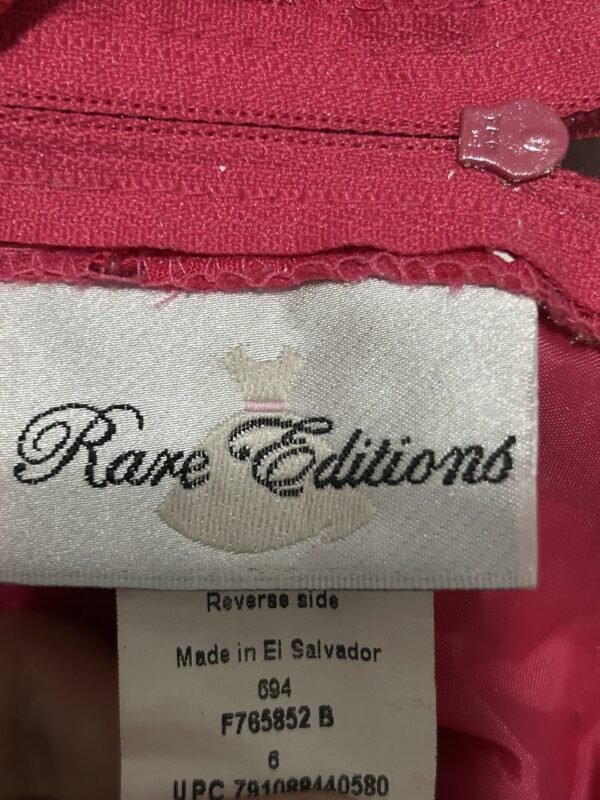 Rare Editions
Reverse side
Made in El Salvador
694
F765852 B
6
UPC 791088440580